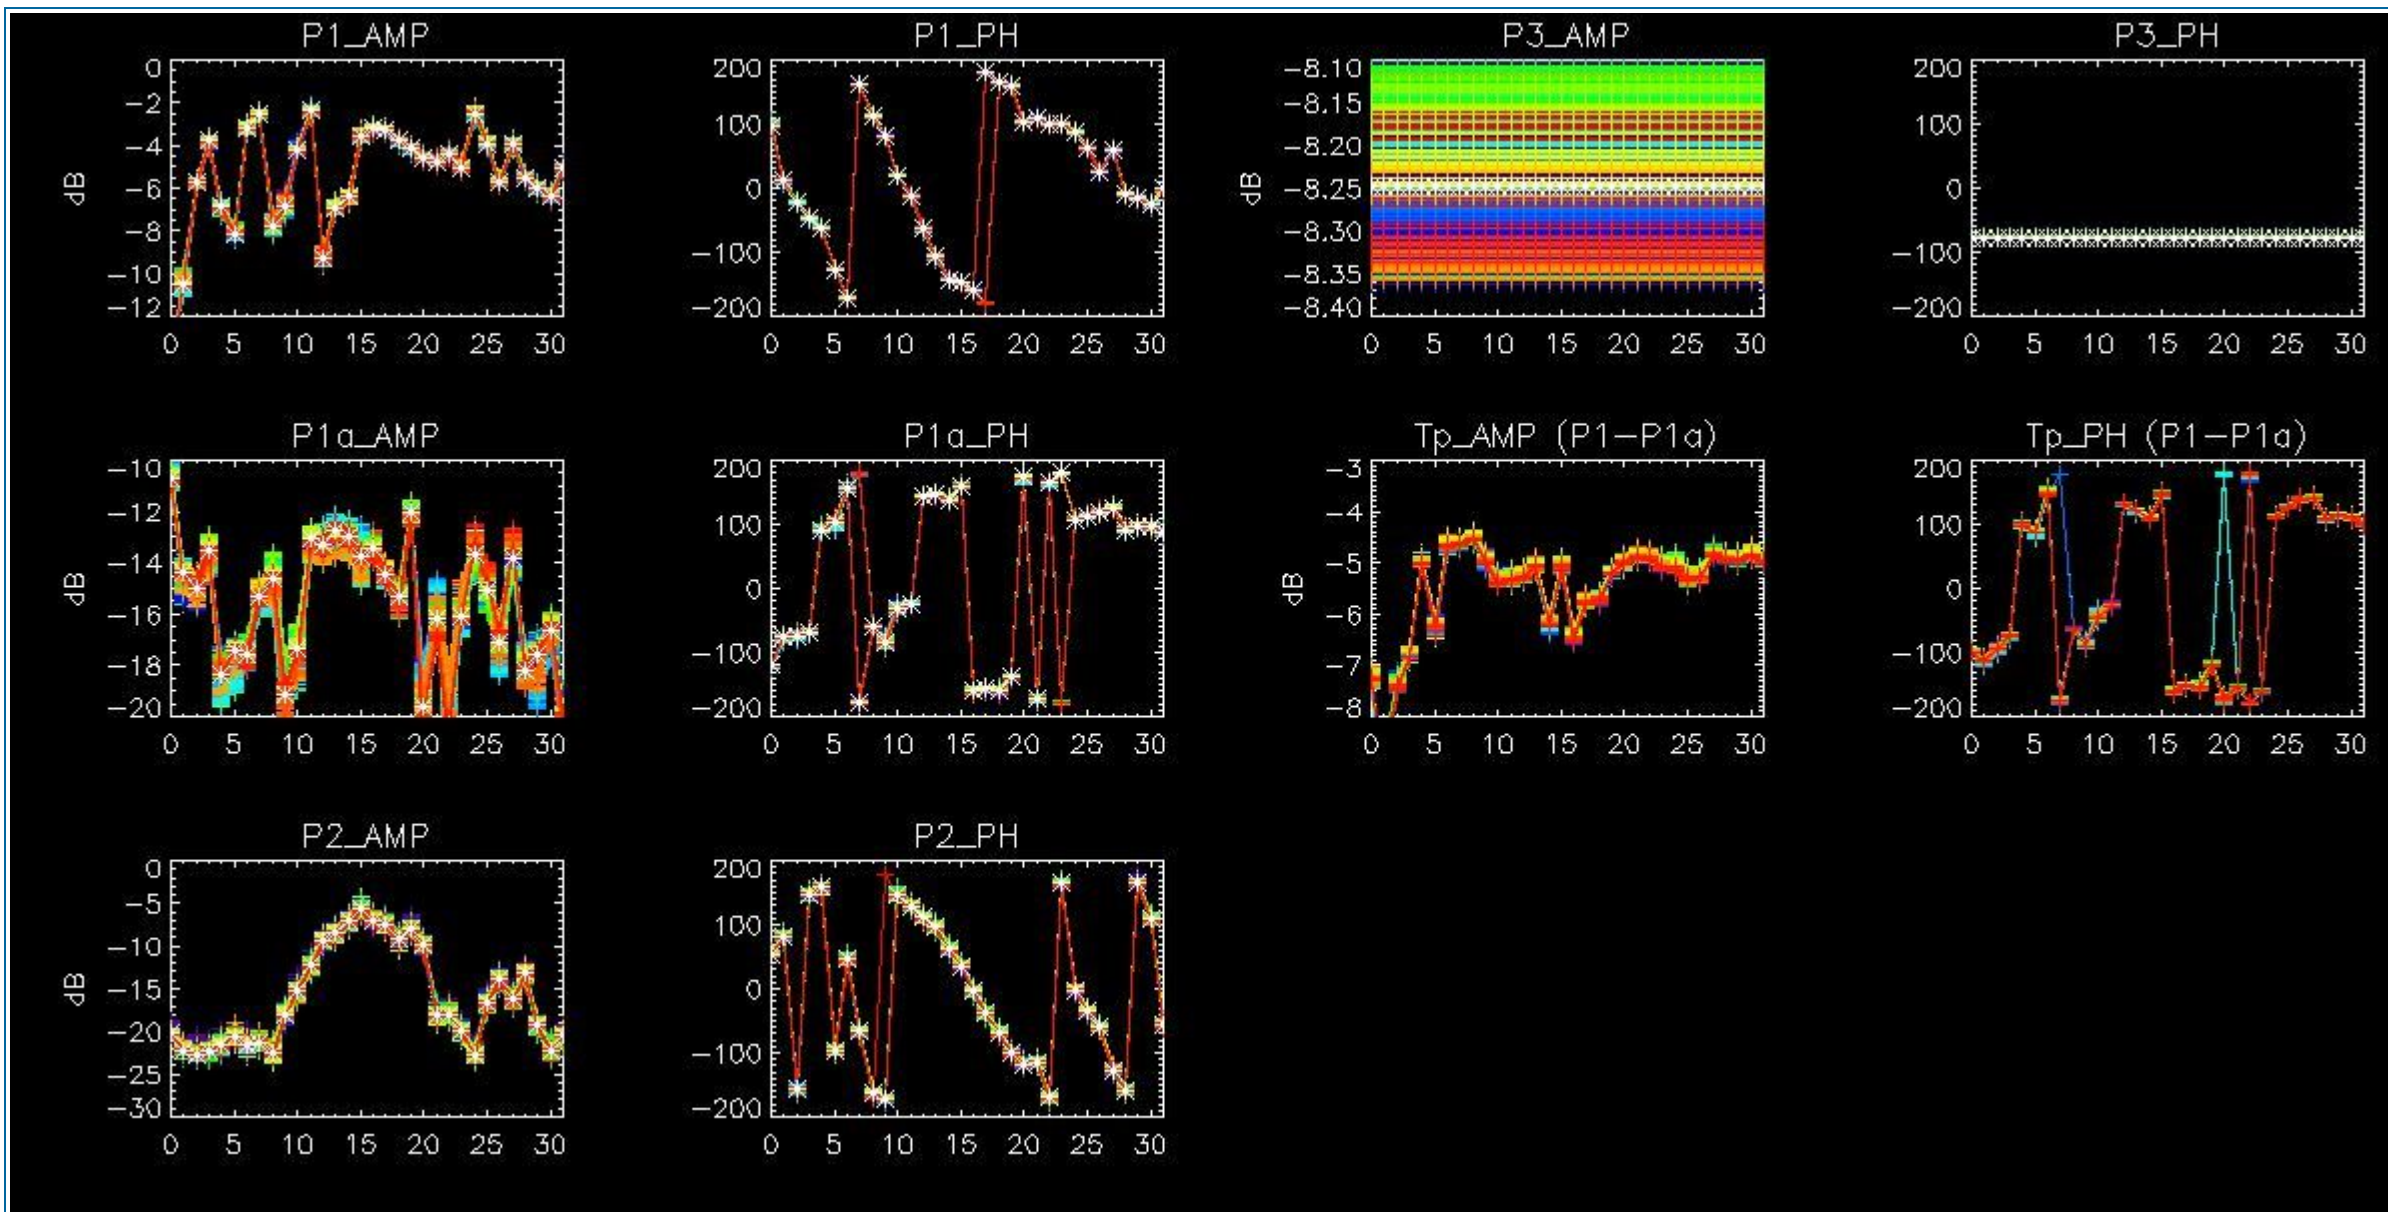 P1_AMP
dB
0
−2
−4
−6
−8
−10
−12
0 5 10 15 20 25 30
P1_PH
200
100
0
−100
−200
0 5 10 15 20 25 30
P3_AMP
dB
−8.10
−8.15
−8.20
−8.25
−8.30
−8.35
−8.40
0 5 10 15 20 25 30
P3_PH
200
100
0
−100
−200
0 5 10 15 20 25 30
P1a_AMP
dB
−10
−12
−14
−16
−18
−20
0 5 10 15 20 25 30
P1a_PH
200
100
0
−100
−200
0 5 10 15 20 25 30
Tp_AMP (P1−P1a)
dB
−3
−4
−5
−6
−7
−8
0 5 10 15 20 25 30
Tp_PH (P1−P1a)
200
100
0
−100
−200
0 5 10 15 20 25 30
P2_AMP
dB
0
−5
−10
−15
−20
−25
−30
0 5 10 15 20 25 30
P2_PH
200
100
0
−100
−200
0 5 10 15 20 25 30